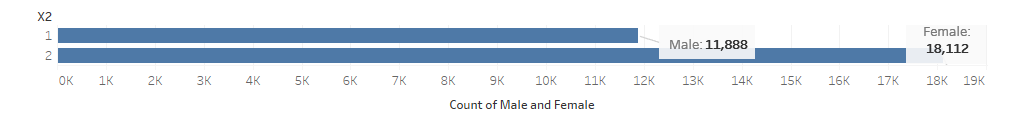 X2
1
Male: 11,888
Female:
18,112
2
0K 1K 2K 3K 4K 5K 6K 7K 8K 9K 10K 11K 12K 13K 14K 15K 16K 17K 18K 19K
Count of Male and Female